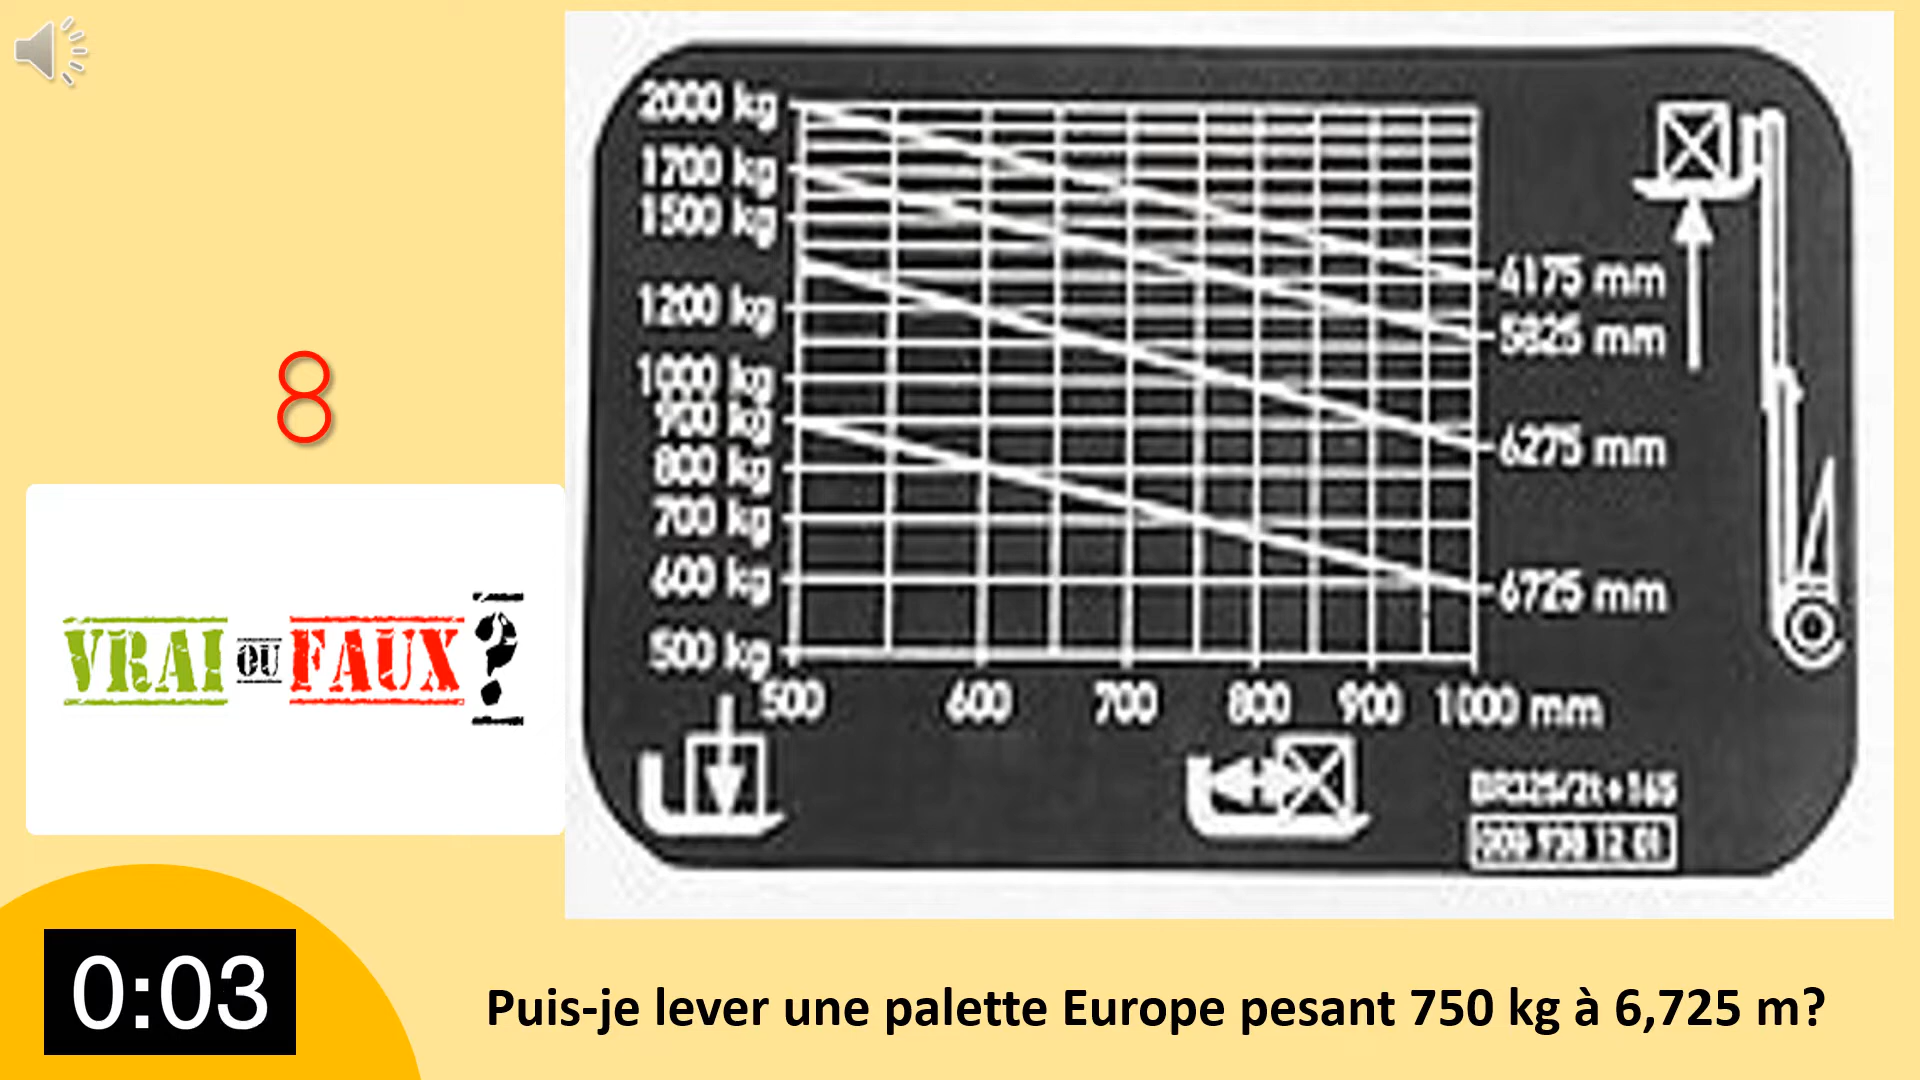 2000 kg
1700 kg
1500 kg
1200 kg
1000 kg
900 kg
800 kg
700 kg
600 kg
500 kg
4175 mm
5825 mm
6275 mm
6725 mm
500 600 700 800 900 1000 mm
8
VRAI OU FAUX ?
0:03
Puis-je lever une palette Europe pesant 750 kg à 6,725 m?